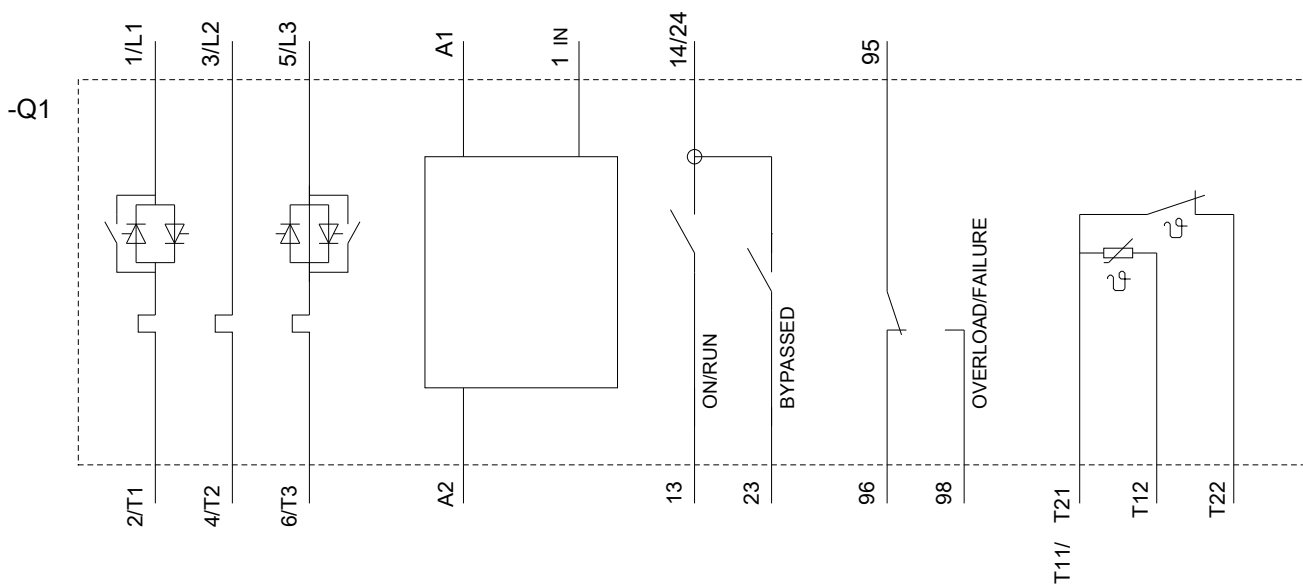 1/L1
3/L2
5/L3
A1
1 IN
14/24
95
-Q1
ON/RUN
BYPASSED
OVERLOAD/FAILURE
ϑ
ϑ
2/T1
4/T2
6/T3
A2
13
23
96
98
T11/ T21
T12
T22